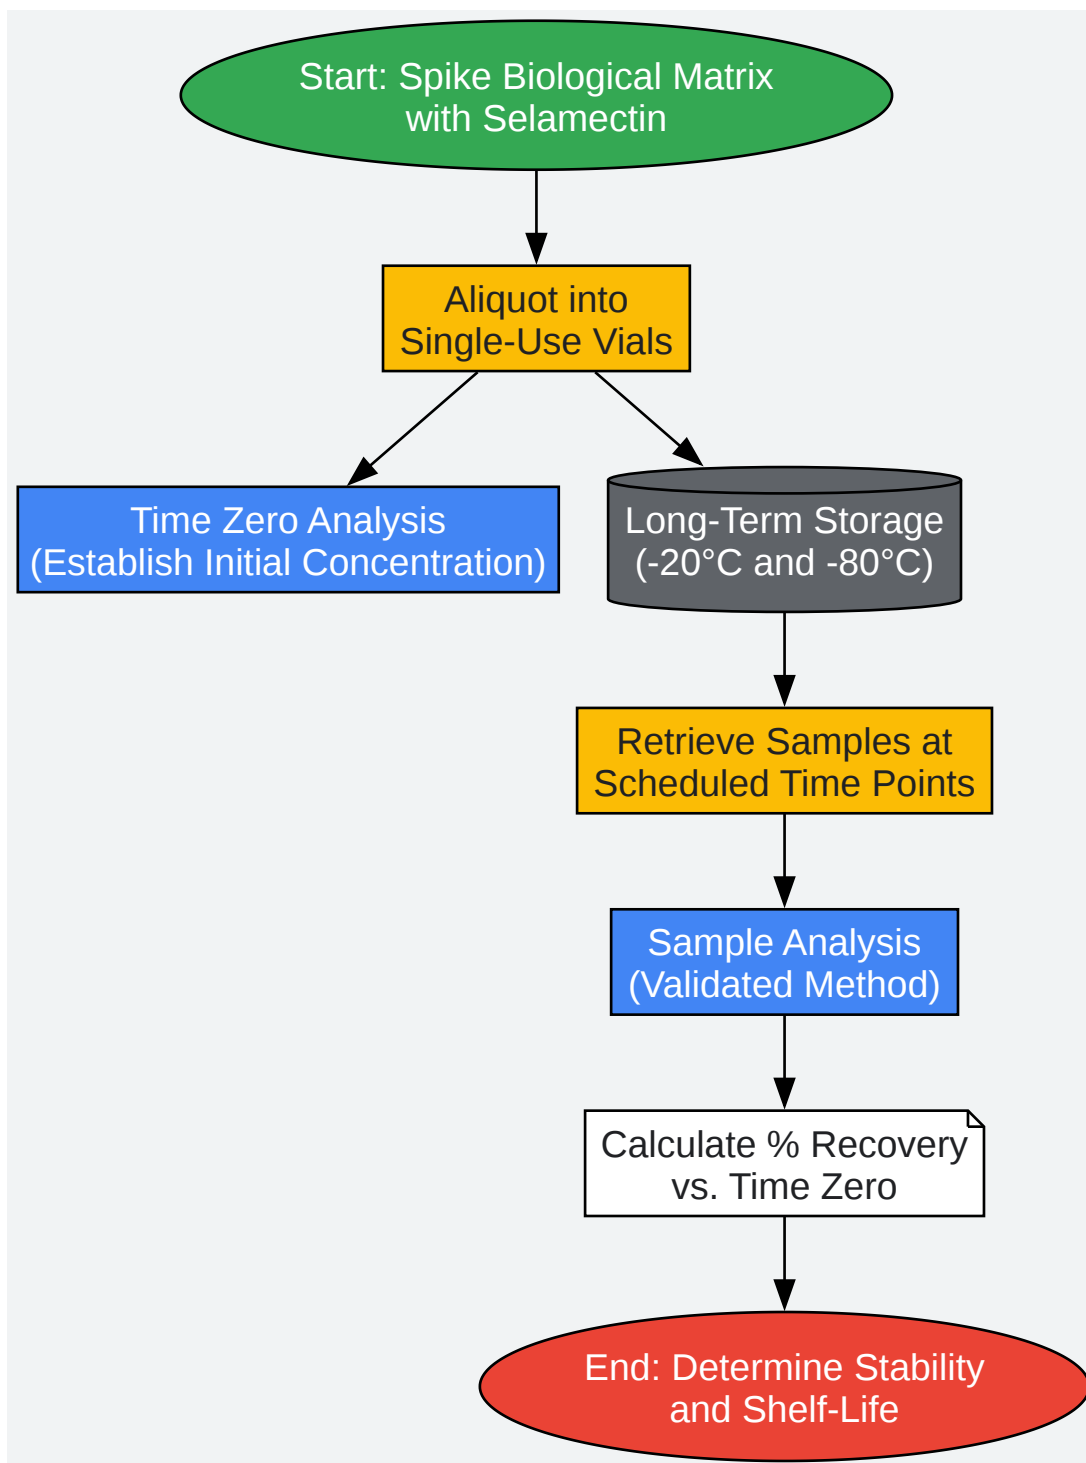 Start: Spike Biological Matrix
with Selamectin
Aliquot into
Single-Use Vials
Time Zero Analysis
(Establish Initial Concentration)
Long-Term Storage
(-20°C and -80°C)
Retrieve Samples at
Scheduled Time Points
Sample Analysis
(Validated Method)
Calculate % Recovery
vs. Time Zero
End: Determine Stability
and Shelf-Life